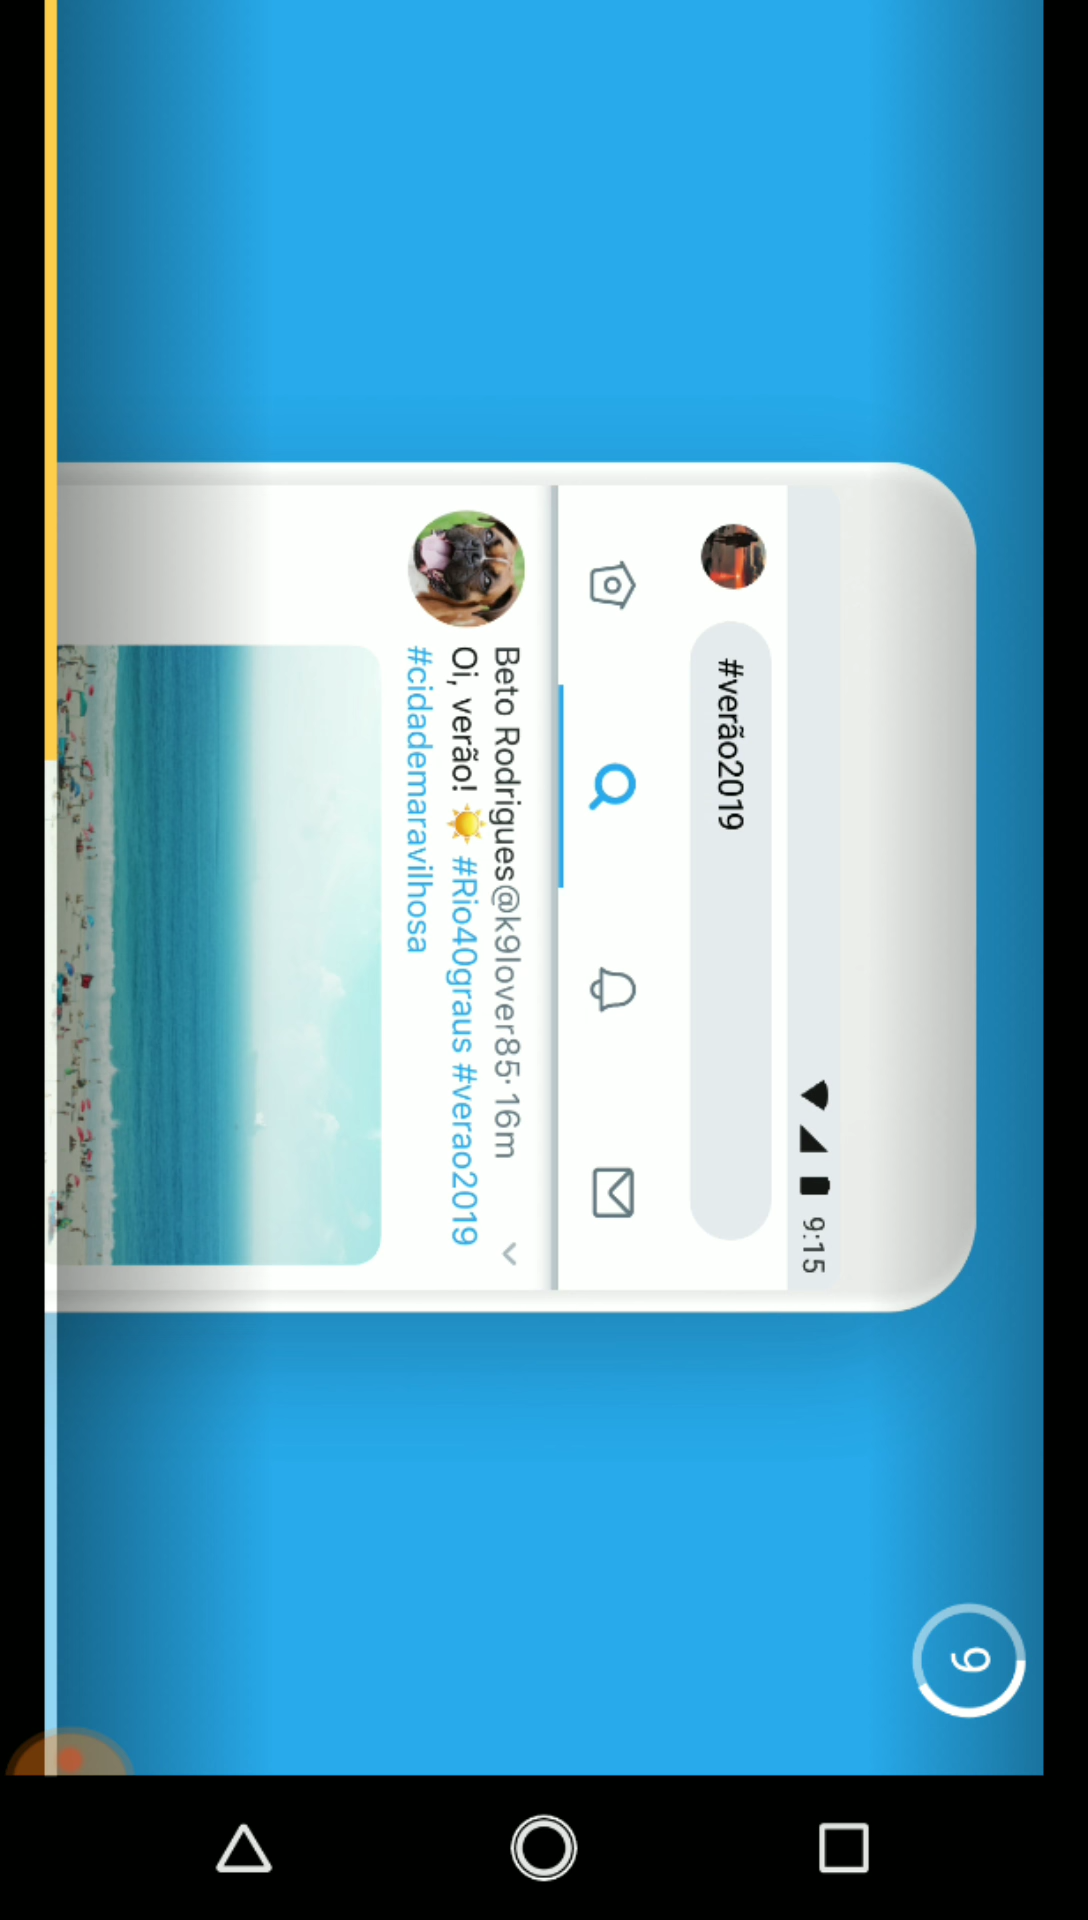 9:15
#verão2019
Beto Rodrigues@k9lover85·16m
Oi, verão! ☀️ #Rio40graus #verao2019
#cidademaravilhosa
9